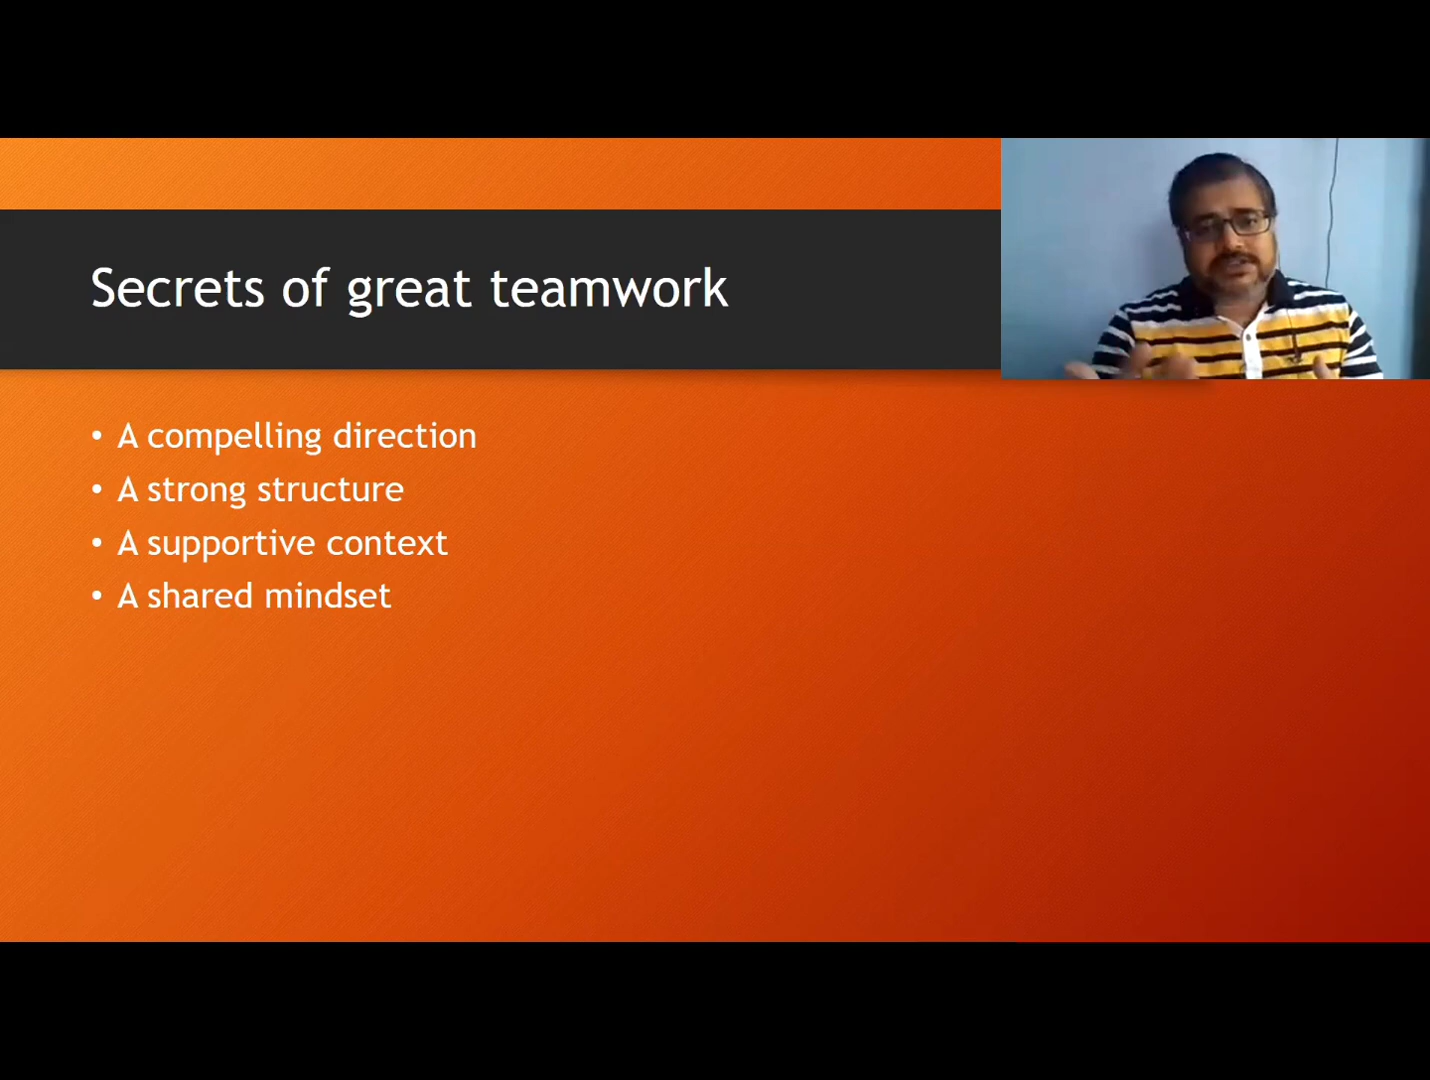 Secrets of great teamwork
• A compelling direction
• A strong structure
• A supportive context
• A shared mindset